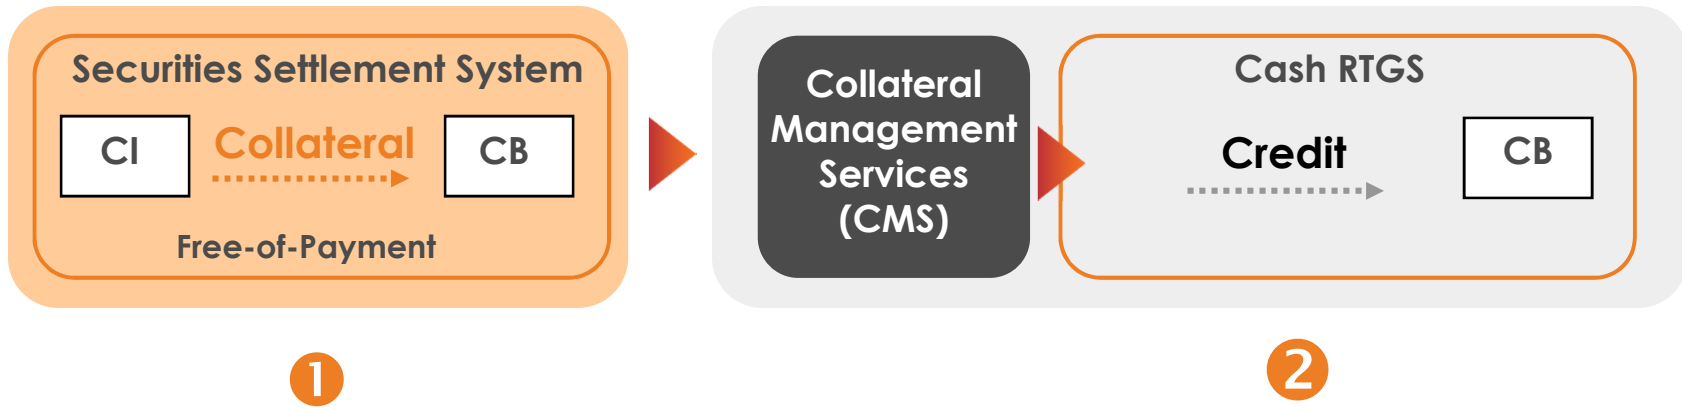 Securities Settlement System
CI
Collateral
CB
Free-of-Payment
Collateral
Management
Services
(CMS)
Cash RTGS
Credit
CB
1
2